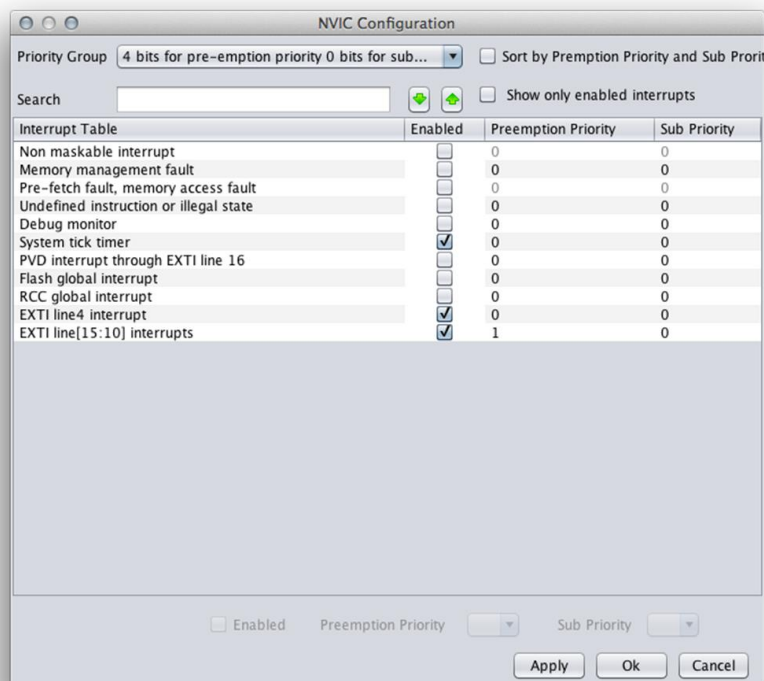 NVIC Configuration
Priority Group 4 bits for pre-emption priority 0 bits for sub... Sort by Premption Priority and Sub Prorit
Search Show only enabled interrupts
Interrupt Table Enabled Preemption Priority Sub Priority
Non maskable interrupt 0 0
Memory management fault 0 0
Pre-fetch fault, memory access fault 0 0
Undefined instruction or illegal state 0 0
Debug monitor 0 0
System tick timer 0 0
PVD interrupt through EXTI line 16 0 0
Flash global interrupt 0 0
RCC global interrupt 0 0
EXTI line4 interrupt 0 0
EXTI line[15:10] interrupts 1 0
Enabled Preemption Priority Sub Priority
Apply Ok Cancel